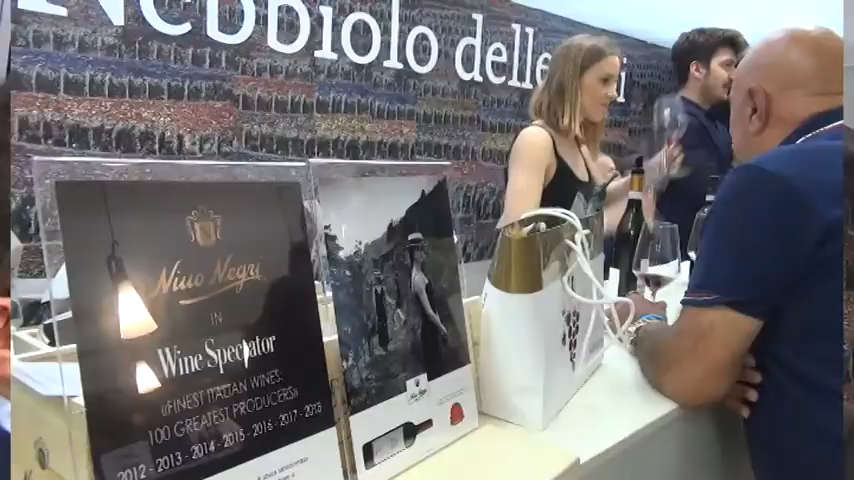 Nebbiolo delle
Nino Negri
IN
Wine Spectator
«FINEST ITALIAN WINES:
100 GREATEST PRODUCERS»
2012 - 2013 - 2014 - 2015 - 2016 - 2017 - 2018